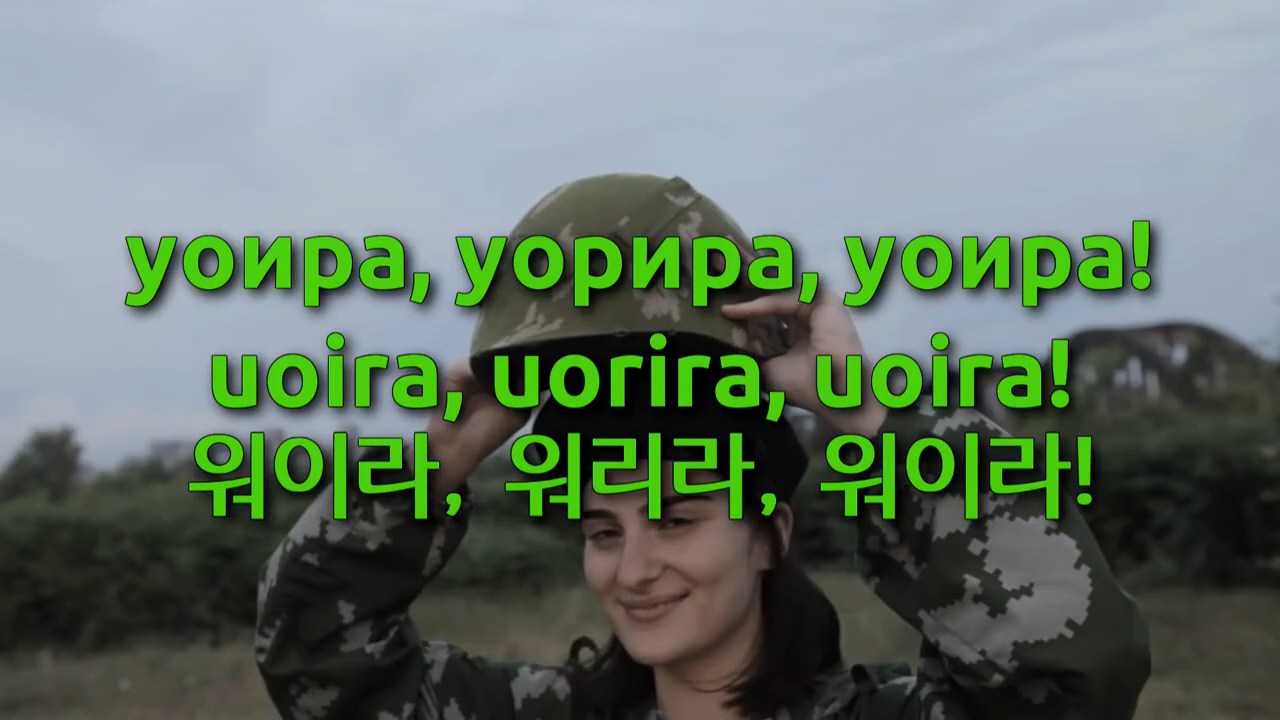 уоира, уорира, уоира!
uoira, uorira, uoira!
워이라, 워리라, 워이라!